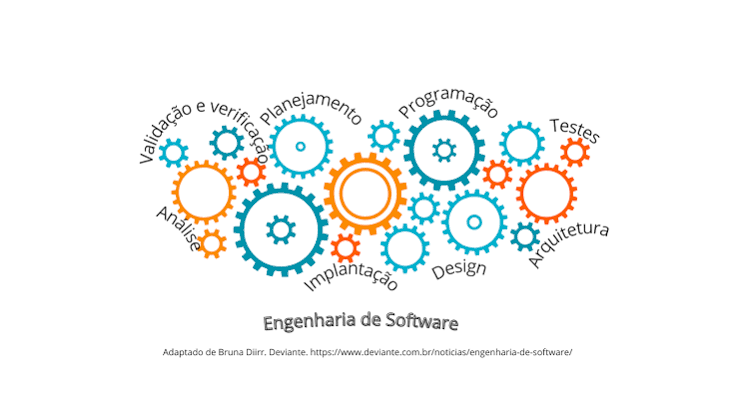 Validação e verificação
Planejamento
Programação
Testes
Análise
Implantação
Design
Arquitetura
Engenharia de Software
Adaptado de Bruna Diirr. Deviante. https://www.deviante.com.br/noticias/engenharia-de-software/